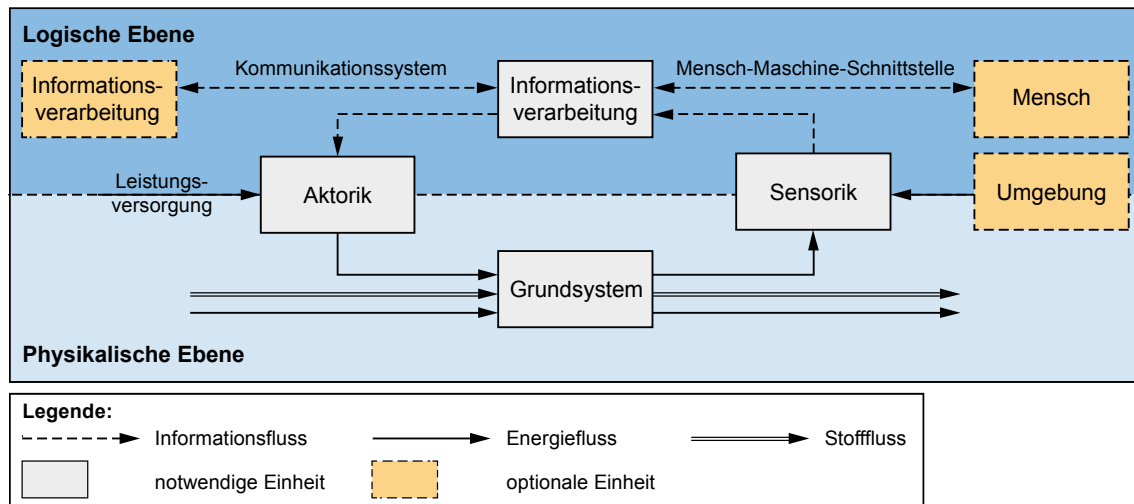 Logische Ebene
Informations-
verarbeitung
Kommunikationssystem
Informations-
verarbeitung
Mensch-Maschine-Schnittstelle
Mensch
Leistungs-
versorgung
Aktorik
Sensorik
Umgebung
Grundsystem
Physikalische Ebene
Legende:
Informationsfluss
Energiefluss
Stofffluss
notwendige Einheit
optionale Einheit